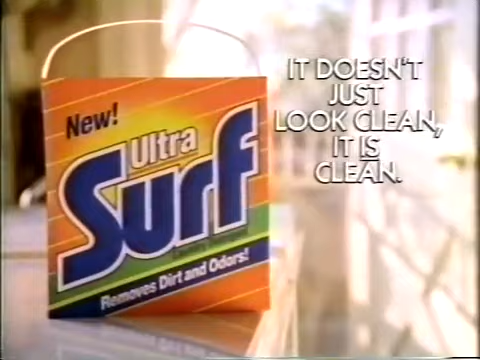 New!
Ultra
Surf
Removes Dirt and Odors!
IT DOESN'T
JUST
LOOK CLEAN,
IT IS
CLEAN.